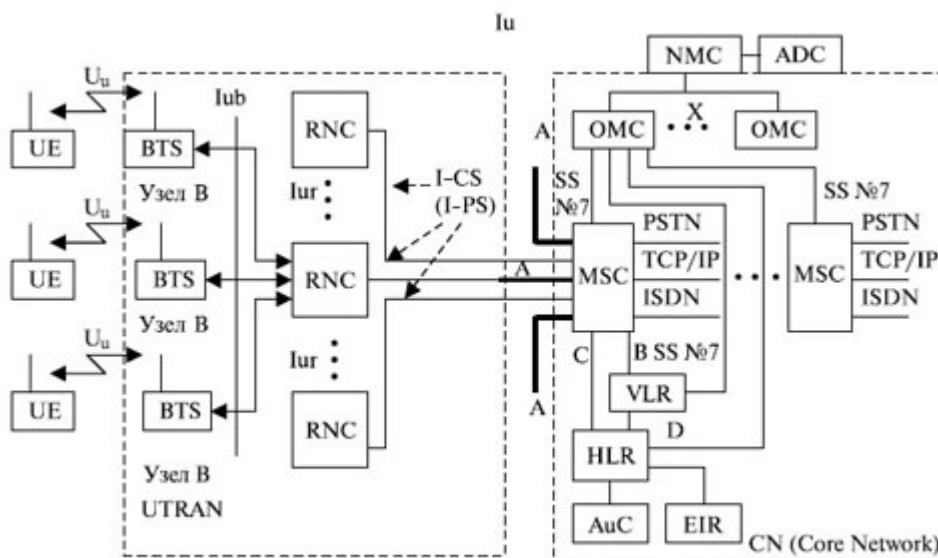 Iu
NMC
ADC
Uu
Iub
UE
BTS
Узел В
RNC
Iur
I-CS
(I-PS)
A
X
OMC
OMC
SS
№7
SS №7
PSTN
TCP/IP
ISDN
MSC
MSC
PSTN
TCP/IP
ISDN
Uu
UE
BTS
Узел В
RNC
A
C
B SS №7
Uu
Iur
UE
BTS
Узел В
RNC
A
VLR
D
HLR
AuC
EIR
UTRAN
CN (Core Network)